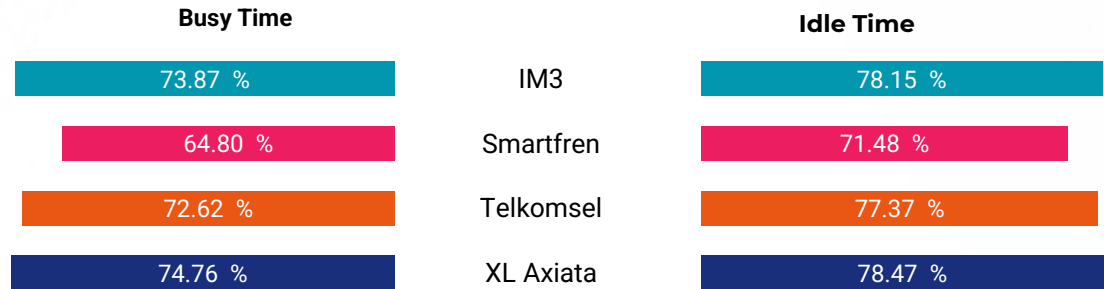 Busy Time Idle Time
73.87 % IM3 78.15 %
64.80 % Smartfren 71.48 %
72.62 % Telkomsel 77.37 %
74.76 % XL Axiata 78.47 %